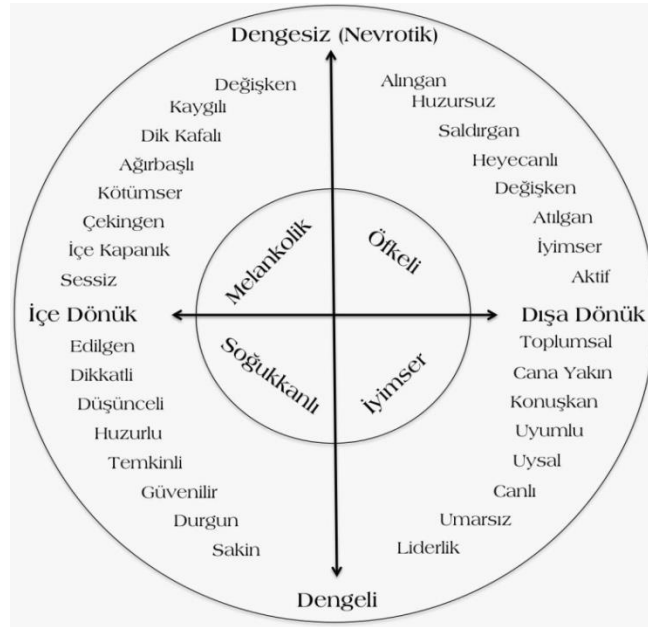 Dengesiz (Nevrotik)
Değişken
Kaygılı
Dik Kafalı
Ağırbaşlı
Kötümser
Çekingen
İçe Kapanık
Sessiz
Alıngan
Huzursuz
Saldırgan
Heyecanlı
Değişken
Atılgan
İyimser
Aktif
Melankolik
Öfkeli
İçe Dönük
Dışa Dönük
Soğukkanlı
İyimser
Edilgen
Dikkatli
Düşünceli
Huzurlu
Temkinli
Güvenilir
Durgun
Sakin
Toplumsal
Cana Yakın
Konuşkan
Uyumlu
Uysal
Canlı
Umarsız
Liderlik
Dengeli